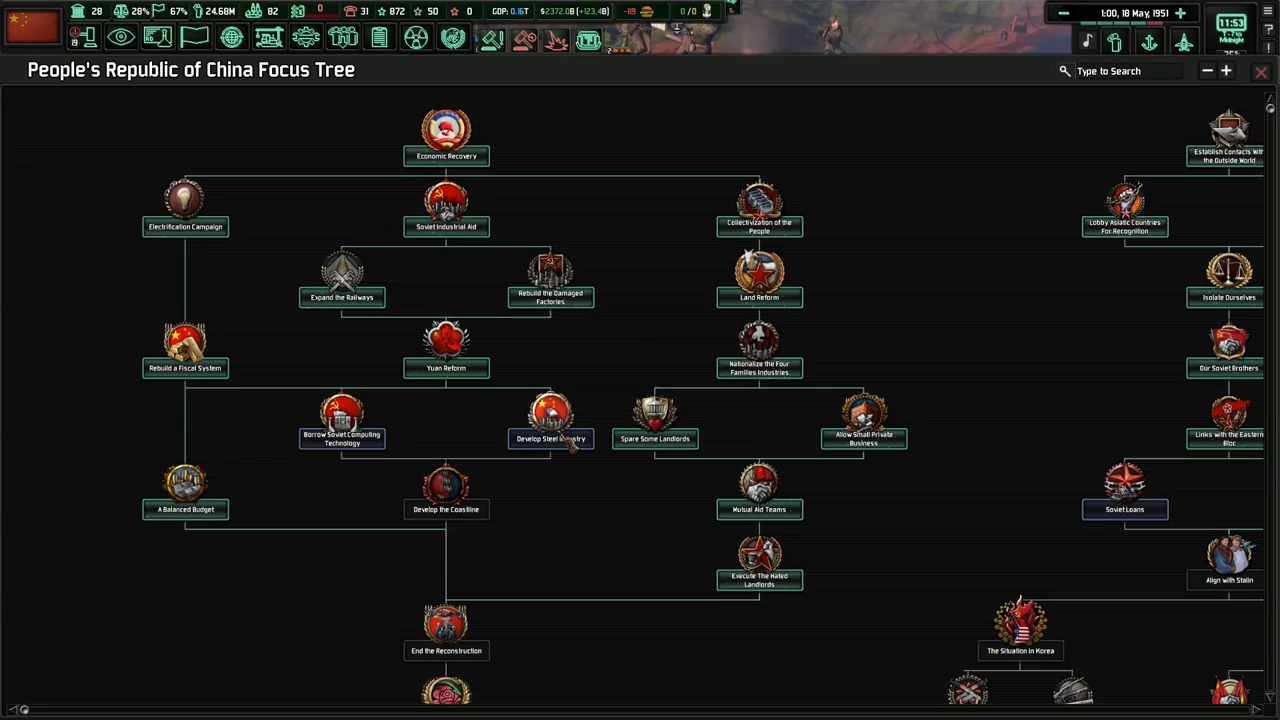 28 28% 67% 24.68M 82 0 31 872 50 0 GDP: 0.16T $2372.0B (+123.4B) -119 0/0
1:00, 18 May, 1951
11:53
19
People's Republic of China Focus Tree
Type to Search
Economic Recovery
Establish Contacts With
the Outside World
Electrification Campaign
Soviet Industrial Aid
Collectivization of the
People
Lobby Asiatic Countries
For Recognition
Expand the Railways
Rebuild the Damaged
Factories
Land Reform
Isolate Ourselves
Rebuild a Fiscal System
Yuan Reform
Nationalize the Four
Families Industries
Our Soviet Brothers
Borrow Soviet Computing
Technology
Develop Steel Industry
Spare Some Landlords
Allow Small Private
Business
Links with the Eastern
Bloc
A Balanced Budget
Develop the Coastline
Mutual Aid Teams
Soviet Loans
Execute The Hated
Landlords
Align with Stalin
End the Reconstruction
The Situation in Korea